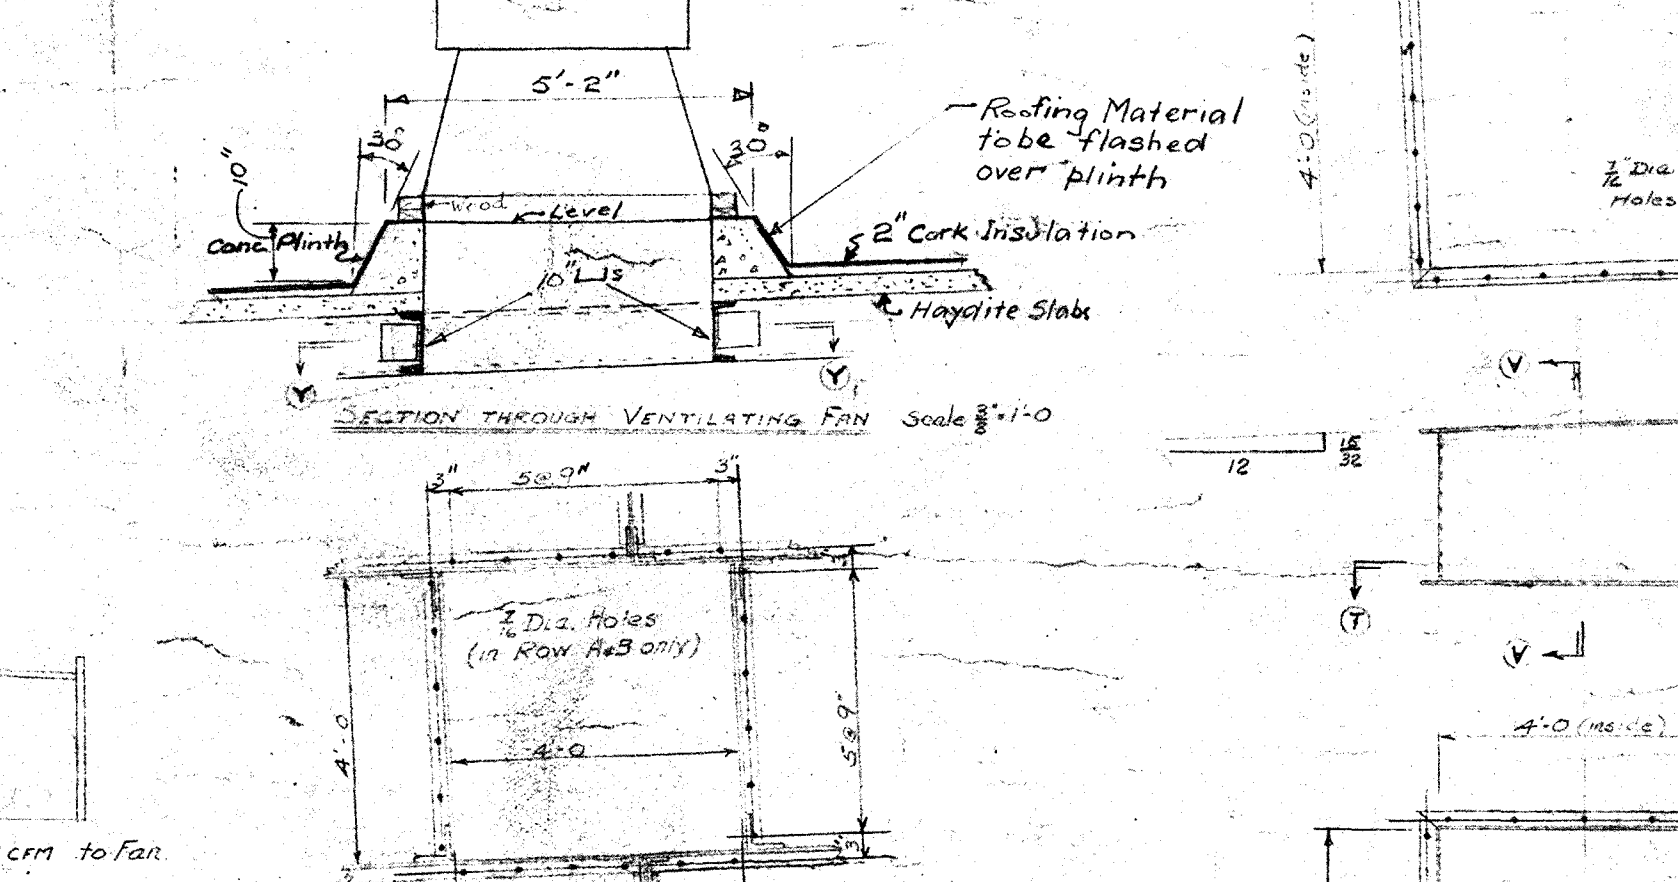 5'-2"
30°
30°
Roofing Material
to be flashed
over plinth
10"
Wood
Level
Conc Plinth
2" Cork Insulation
10" L's
Haydite Slabs
Y
Y
SECTION THROUGH VENTILATING FAN Scale 3/8"=1'-0
3"
5@9"
3"
7/16 Dia. Holes
(in Row A&B only)
4'-0
4'-0
5@9"
3"
CFM to Fan
4'-0 (inside)
7/16" Dia
Holes
V
12
15/32
T
V
4'-0 (inside)